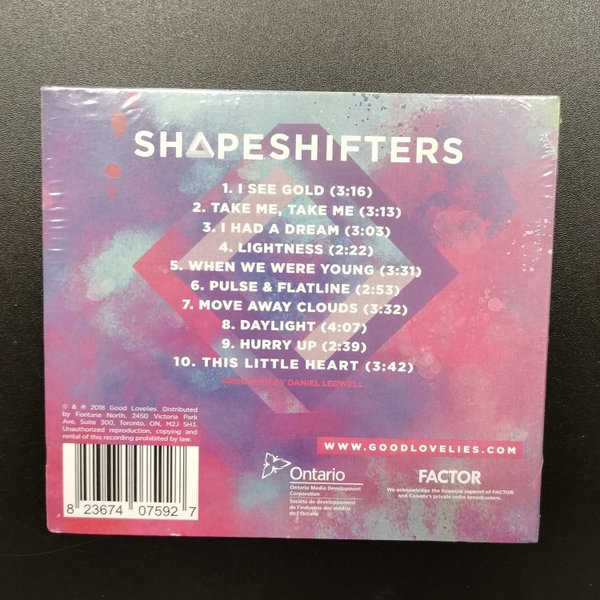 SHAPESHIFTERS
1. I SEE GOLD (3:16)
2. TAKE ME, TAKE ME (3:13)
3. I HAD A DREAM (3:03)
4. LIGHTNESS (2:22)
5. WHEN WE WERE YOUNG (3:31)
6. PULSE & FLATLINE (2:53)
7. MOVE AWAY CLOUDS (3:32)
8. DAYLIGHT (4:07)
9. HURRY UP (2:39)
10. THIS LITTLE HEART (3:42)
PRODUCED BY DANIEL LEDWELL
© & ℗ 2018 Good Lovelies. Distributed
by Fontana North, 2450 Victoria Park
Ave, Suite 300, Toronto, ON, M2J 5H3.
Unauthorized reproduction, copying and
rental of this recording prohibited by law.
WWW.GOODLOVELIES.COM
Ontario
Ontario Media Development
Corporation
Société de développement
de l'industrie des médias
de l'Ontario
FACTOR
We acknowledge the financial support of FACTOR
and Canada's private radio broadcasters.
8 23674 07592 7